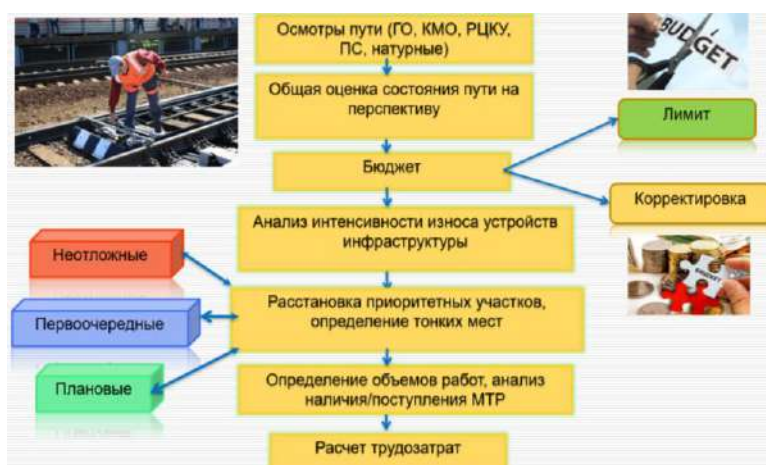 Осмотры пути (ГО, КМО, РЦКУ,
ПС, натурные)
BUDGET
Общая оценка состояния пути на
перспективу
Лимит
Бюджет
Корректировка
Анализ интенсивности износа устройств
инфраструктуры
Неотложные
BUDGET
Расстановка приоритетных участков,
определение тонких мест
Первоочередные
Плановые
Определение объемов работ, анализ
наличия/поступления МТР
Расчет трудозатрат